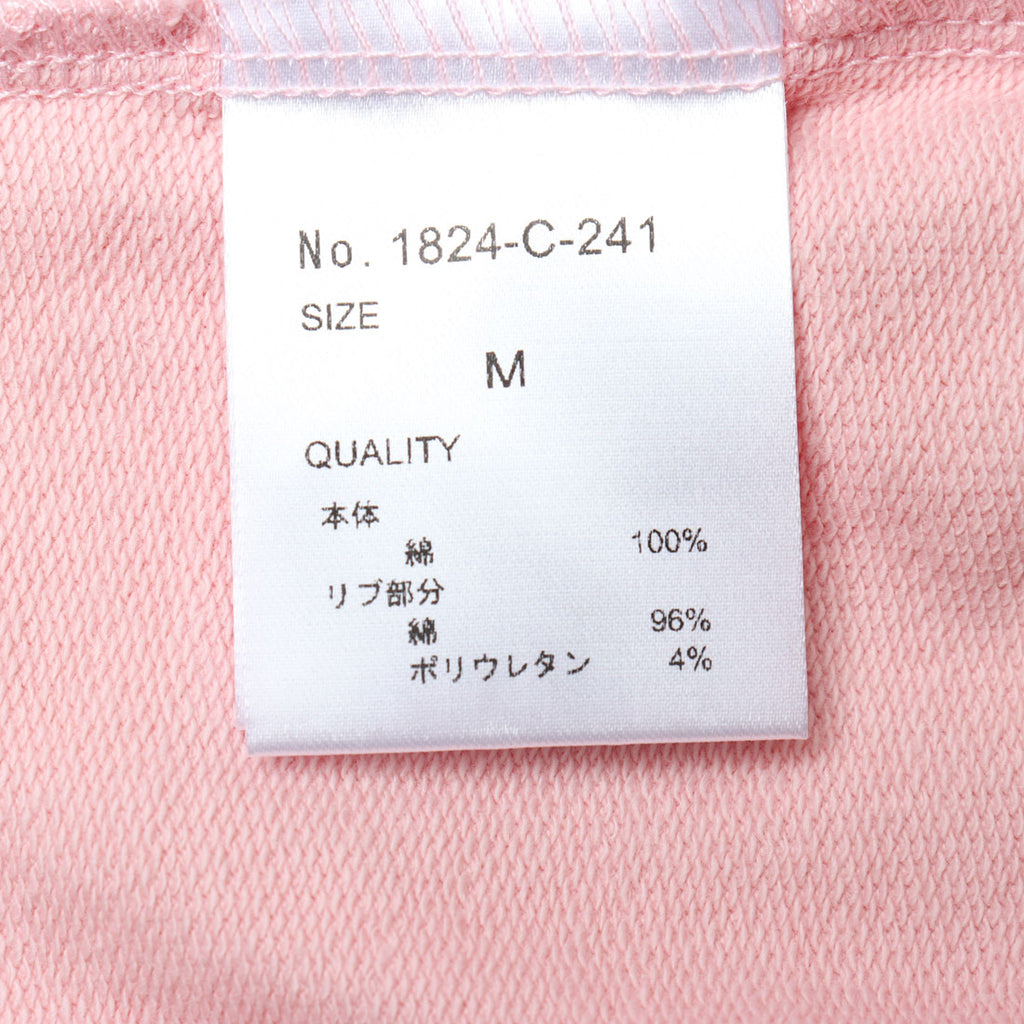 No. 1824-C-241
SIZE
M
QUALITY
本体
綿 100%
リブ部分
綿 96%
ポリウレタン 4%